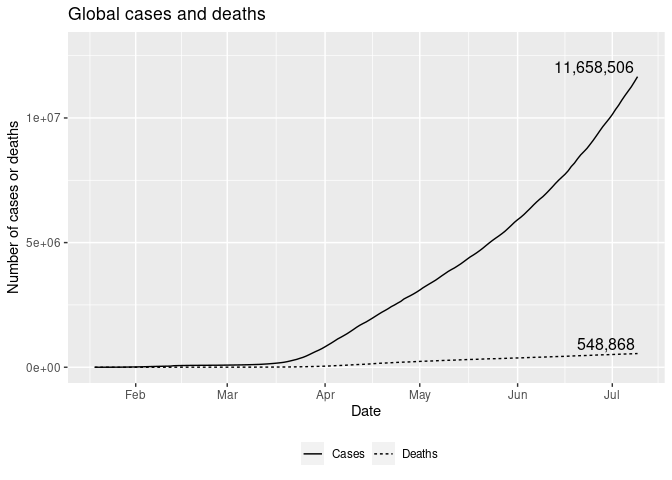 Global cases and deaths
11,658,506
1e+07
5e+06
0e+00
548,868
Number of cases or deaths
Feb Mar Apr May Jun Jul
Date
Cases Deaths